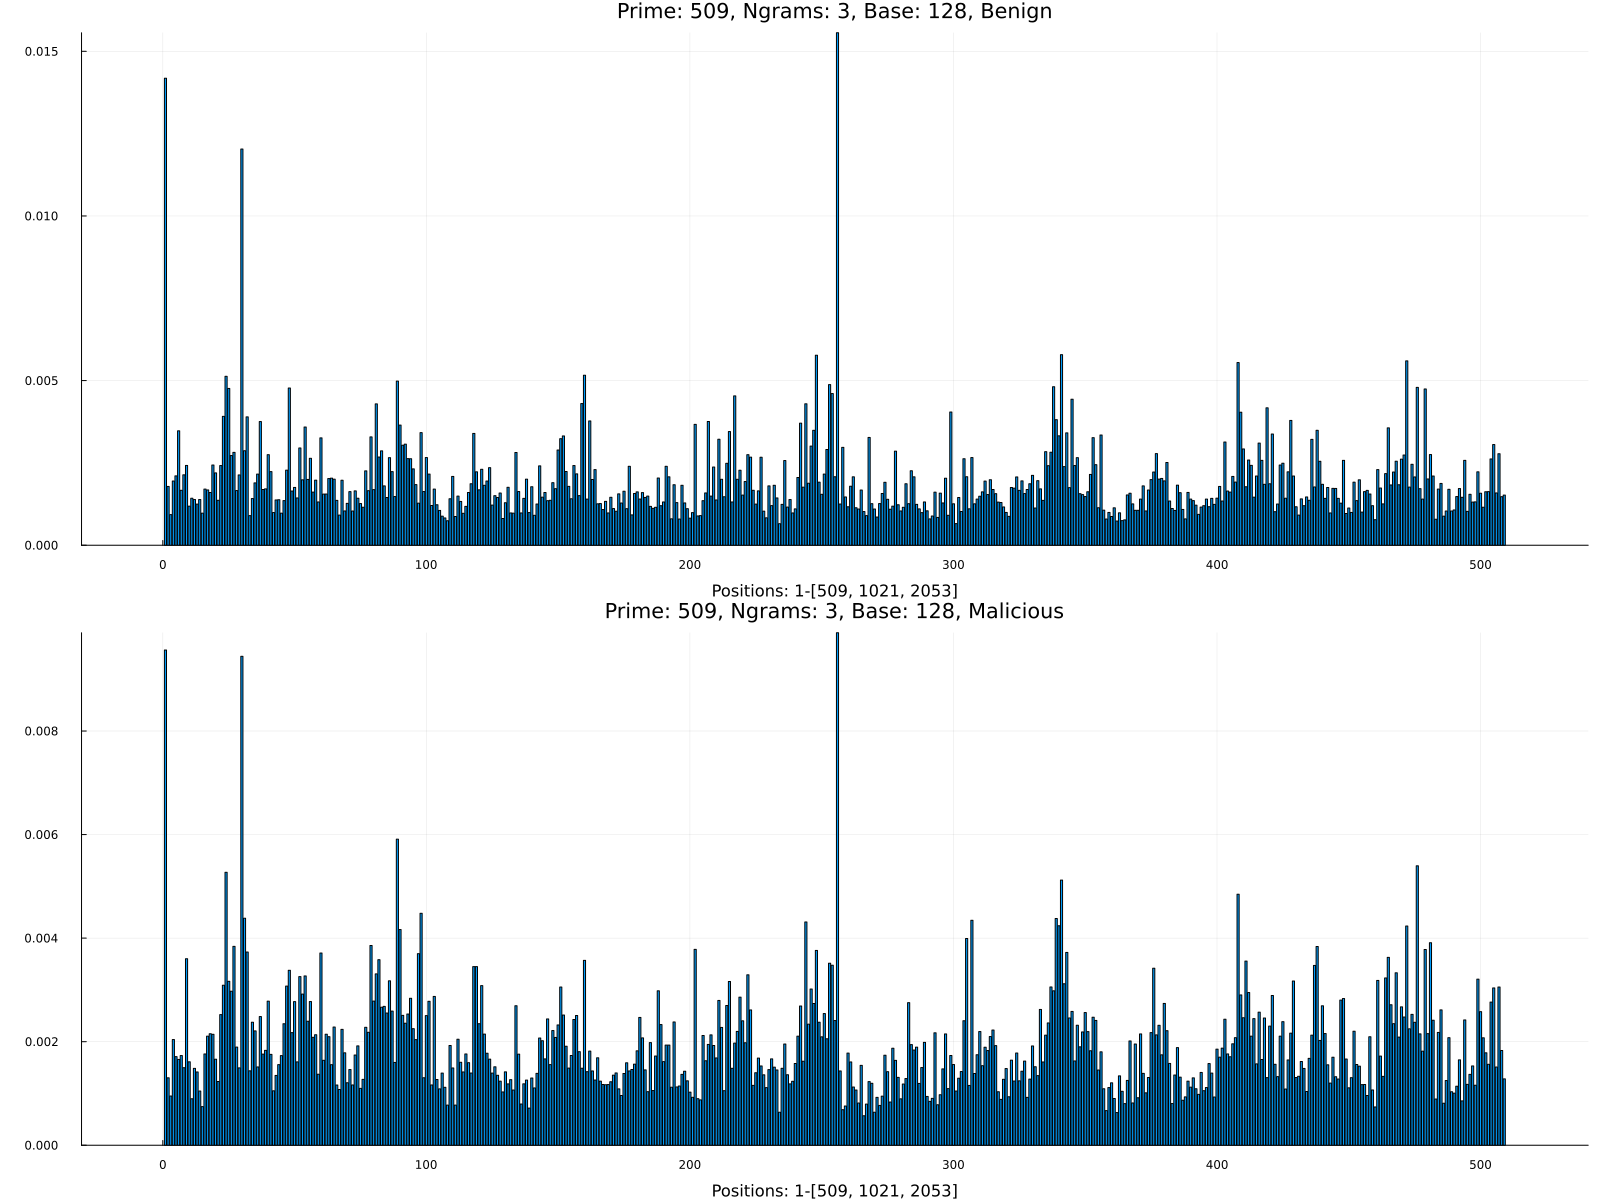 Prime: 509, Ngrams: 3, Base: 128, Benign
0.015
0.010
0.005
0.000
0 100 200 300 400 500
Positions: 1-[509, 1021, 2053]
Prime: 509, Ngrams: 3, Base: 128, Malicious
0.008
0.006
0.004
0.002
0.000
0 100 200 300 400 500
Positions: 1-[509, 1021, 2053]